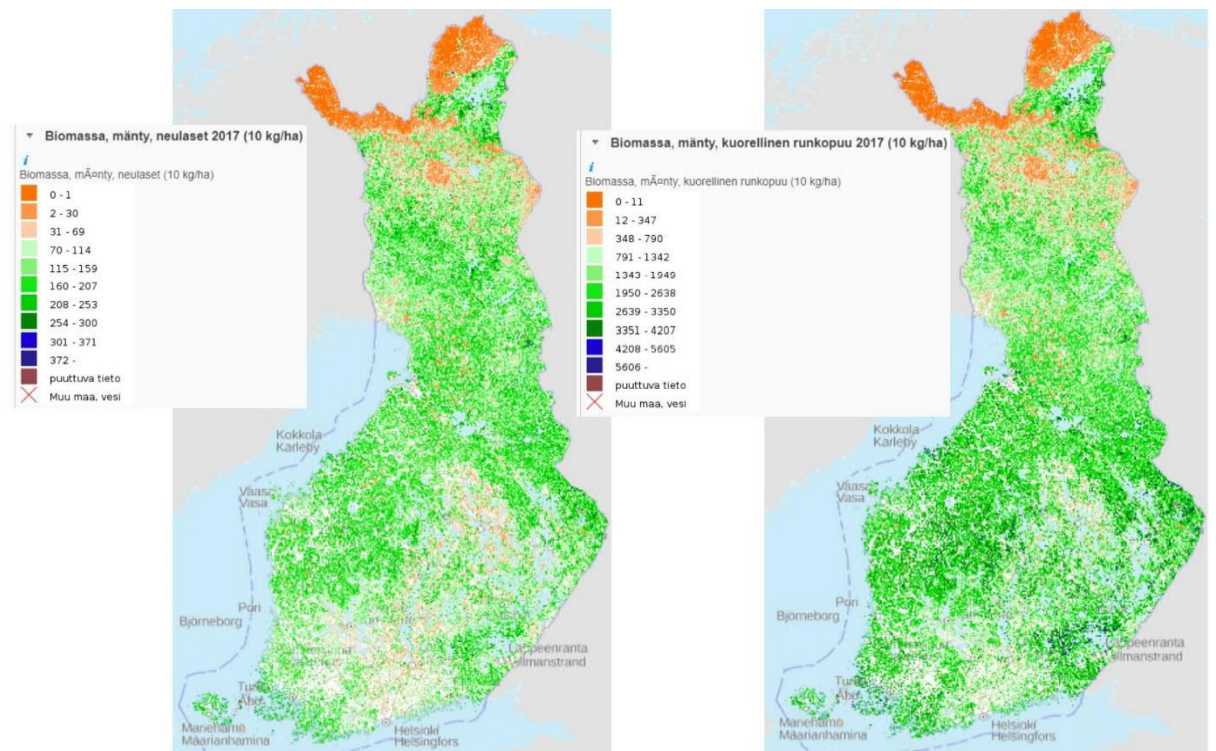 Biomassa, mänty, neulaset 2017 (10 kg/ha)
i
Biomassa, mÃ¤nty, neulaset (10 kg/ha)
0 - 1
2 - 30
31 - 69
70 - 114
115 - 159
160 - 207
208 - 253
254 - 300
301 - 371
372 -
puuttuva tieto
Muu maa, vesi
Kokkola
Karleby
Vaasa
Vasa
Pori
Björneborg
Lappeenranta
Turku
Åbo
Mariehamn
Maarianhamina
Helsinki
Helsingfors
Biomassa, mänty, kuorellinen runkopuu 2017 (10 kg/ha)
i
Biomassa, mÃ¤nty, kuorellinen runkopuu (10 kg/ha)
0 - 11
12 - 347
348 - 790
791 - 1342
1343 - 1949
1950 - 2638
2639 - 3350
3351 - 4207
4208 - 5605
5606 -
puuttuva tieto
Muu maa, vesi
Kokkola
Karleby
Vaasa
Vasa
Pori
Björneborg
Lappeenranta
Turku
Åbo
Mariehamn
Maarianhamina
Helsinki
Helsingfors